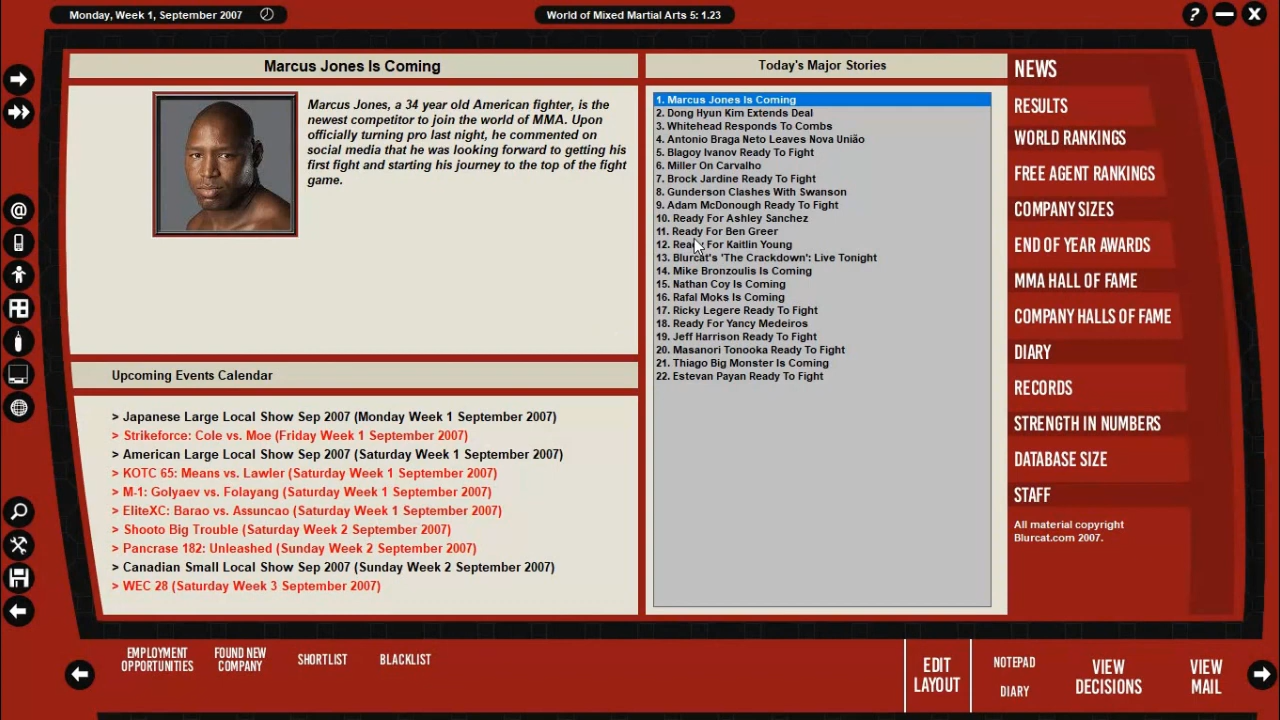 Monday, Week 1, September 2007
World of Mixed Martial Arts 5: 1.23
?
X
Marcus Jones Is Coming
Marcus Jones, a 34 year old American fighter, is the
newest competitor to join the world of MMA. Upon
officially turning pro last night, he commented on
social media that he was looking forward to getting his
first fight and starting his journey to the top of the fight
game.
Upcoming Events Calendar
> Japanese Large Local Show Sep 2007 (Monday Week 1 September 2007)
> Strikeforce: Cole vs. Moe (Friday Week 1 September 2007)
> American Large Local Show Sep 2007 (Saturday Week 1 September 2007)
> KOTC 65: Means vs. Lawler (Saturday Week 1 September 2007)
> M-1: Golyaev vs. Folayang (Saturday Week 1 September 2007)
> EliteXC: Barao vs. Assuncao (Saturday Week 1 September 2007)
> Shooto Big Trouble (Saturday Week 2 September 2007)
> Pancrase 182: Unleashed (Sunday Week 2 September 2007)
> Canadian Small Local Show Sep 2007 (Sunday Week 2 September 2007)
> WEC 28 (Saturday Week 3 September 2007)
Today's Major Stories
1. Marcus Jones Is Coming
2. Dong Hyun Kim Extends Deal
3. Whitehead Responds To Combs
4. Antonio Braga Neto Leaves Nova União
5. Blagoy Ivanov Ready To Fight
6. Miller On Carvalho
7. Brock Jardine Ready To Fight
8. Gunderson Clashes With Swanson
9. Adam McDonough Ready To Fight
10. Ready For Ashley Sanchez
11. Ready For Ben Greer
12. Ready For Kaitlin Young
13. Blurcat's 'The Crackdown': Live Tonight
14. Mike Bronzoulis Is Coming
15. Nathan Coy Is Coming
16. Rafal Moks Is Coming
17. Ricky Legere Ready To Fight
18. Ready For Yancy Medeiros
19. Jeff Harrison Ready To Fight
20. Masanori Tonooka Ready To Fight
21. Thiago Big Monster Is Coming
22. Estevan Payan Ready To Fight
NEWS
RESULTS
WORLD RANKINGS
FREE AGENT RANKINGS
COMPANY SIZES
END OF YEAR AWARDS
MMA HALL OF FAME
COMPANY HALLS OF FAME
DIARY
RECORDS
STRENGTH IN NUMBERS
DATABASE SIZE
STAFF
All material copyright
Blurcat.com 2007.
@
EMPLOYMENT
OPPORTUNITIES
FOUND NEW
COMPANY
SHORTLIST
BLACKLIST
EDIT
LAYOUT
NOTEPAD
DIARY
VIEW
DECISIONS
VIEW
MAIL